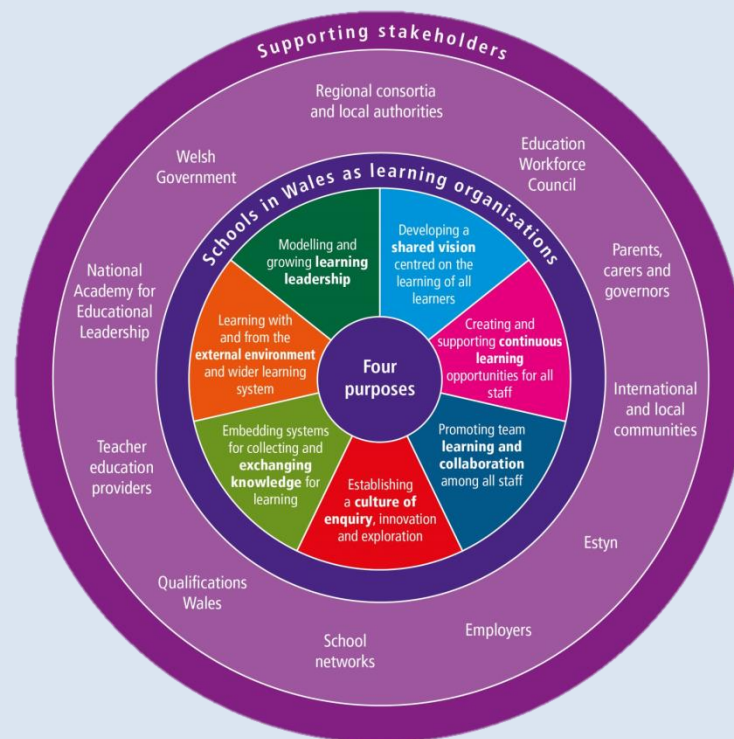 Supporting stakeholders
Regional consortia
and local authorities
Education
Workforce
Council
Parents,
carers and
governors
International
and local
communities
Estyn
Employers
School
networks
Qualifications
Wales
Teacher
education
providers
National
Academy for
Educational
Leadership
Welsh
Government
Schools in Wales as learning organisations
Developing a
shared vision
centred on the
learning of all
learners
Creating and
supporting continuous
learning
opportunities for all
staff
Promoting team
learning and
collaboration
among all staff
Establishing
a culture of
enquiry, innovation
and exploration
Embedding systems
for collecting and
exchanging
knowledge for
learning
Learning with
and from the
external environment
and wider learning
system
Modelling and
growing learning
leadership
Four
purposes